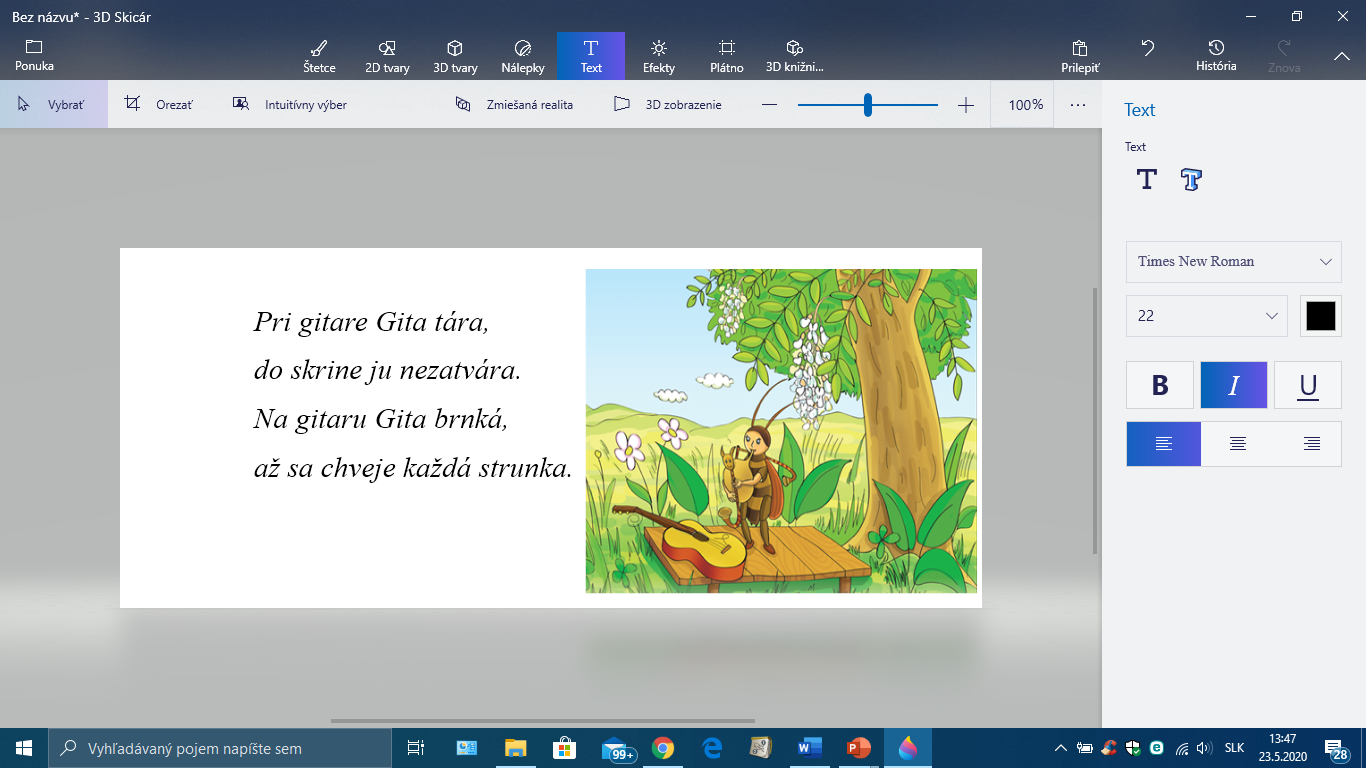 Bez názvu* - 3D Skicár
Ponuka
Štetce
2D tvary
3D tvary
Nálepky
Text
Efekty
Plátno
3D knižni...
Prilepiť
História
Znova
Vybrať
Orezať
Intuitívny výber
Zmiešaná realita
3D zobrazenie
100%
Text
Text
Times New Roman
22
B I U
Pri gitare Gita tára,
do skrine ju nezatvára.
Na gitaru Gita brnká,
až sa chveje každá strunka.
Vyhľadávaný pojem napíšte sem
99+
SLK
13:47
23.5.2020
28